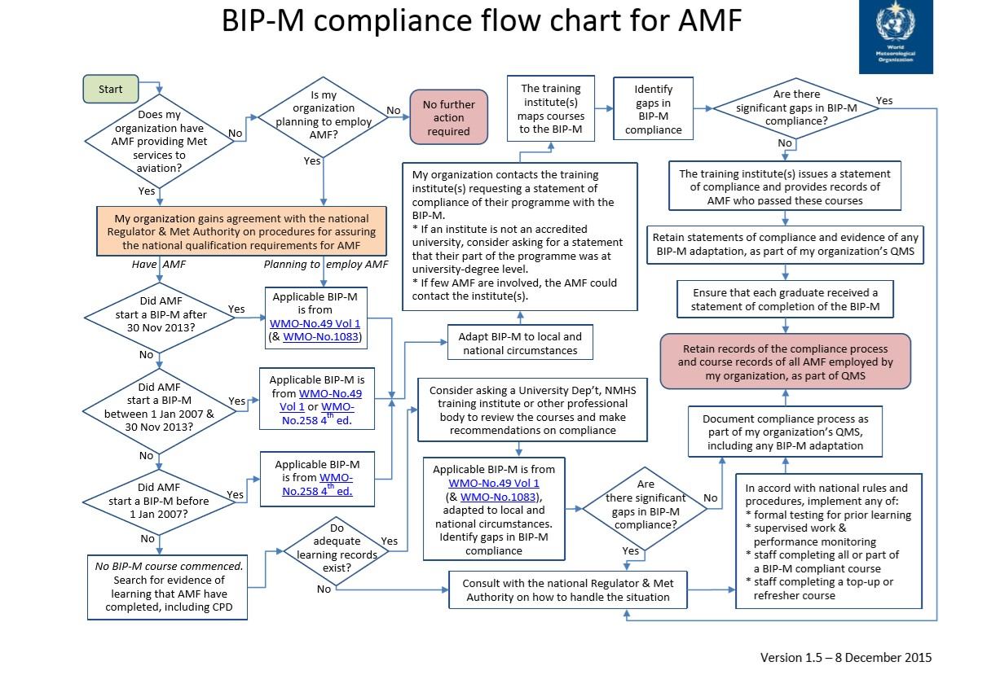 BIP-M compliance flow chart for AMF
World
Meteorological
Organization
Start
Does my
organization have
AMF providing Met
services to
aviation?
No
Yes
Is my
organization
planning to employ
AMF?
No
Yes
No further
action
required
My organization gains agreement with the national
Regulator & Met Authority on procedures for assuring
the national qualification requirements for AMF
Have AMF
Planning to employ AMF
Did AMF
start a BIP-M after
30 Nov 2013?
Yes
No
Applicable BIP-M
is from
WMO-No.49 Vol 1
(& WMO-No.1083)
Did AMF
start a BIP-M
between 1 Jan 2007 &
30 Nov 2013?
Yes
No
Applicable BIP-M is
from WMO-No.49
Vol 1 or WMO-
No.258 4th ed.
Did AMF
start a BIP-M before
1 Jan 2007?
Yes
No
Applicable BIP-M
is from WMO-
No.258 4th ed.
No BIP-M course commenced.
Search for evidence of
learning that AMF have
completed, including CPD
Do
adequate
learning records
exist?
Yes
No
Adapt BIP-M to local and
national circumstances
My organization contacts the training
institute(s) requesting a statement of
compliance of their programme with the
BIP-M.
* If an institute is not an accredited
university, consider asking for a statement
that their part of the programme was at
university-degree level.
* If few AMF are involved, the AMF could
contact the institute(s).
The training
institute(s)
maps courses
to the BIP-M
Identify
gaps in
BIP-M
compliance
Are there
significant gaps in BIP-M
compliance?
Yes
No
The training institute(s) issues a statement
of compliance and provides records of
AMF who passed these courses
Retain statements of compliance and evidence of any
BIP-M adaptation, as part of my organization's QMS
Ensure that each graduate received a
statement of completion of the BIP-M
Retain records of the compliance process
and course records of all AMF employed by
my organization, as part of QMS
Consider asking a University Dep't, NMHS
training institute or other professional
body to review the courses and make
recommendations on compliance
Applicable BIP-M is from
WMO-No.49 Vol 1
(& WMO-No.1083),
adapted to local and
national circumstances.
Identify gaps in BIP-M
compliance
Are
there significant
gaps in BIP-M
compliance?
No
Yes
Document compliance process as
part of my organization's QMS,
including any BIP-M adaptation
Consult with the national Regulator & Met
Authority on how to handle the situation
In accord with national rules and
procedures, implement any of:
* formal testing for prior learning
* supervised work &
performance monitoring
* staff completing all or part of
a BIP-M compliant course
* staff completing a top-up or
refresher course
Version 1.5 – 8 December 2015